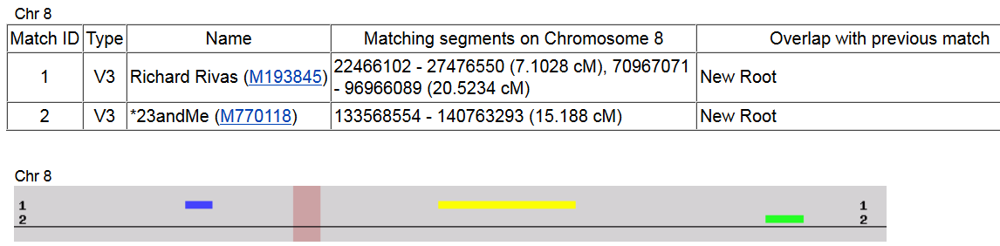 Chr 8
Match ID Type Name Matching segments on Chromosome 8 Overlap with previous match
1 V3 Richard Rivas (M193845) 22466102 - 27476550 (7.1028 cM), 70967071
- 96966089 (20.5234 cM) New Root
2 V3 *23andMe (M770118) 133568554 - 140763293 (15.188 cM) New Root
Chr 8
1 1
2 2